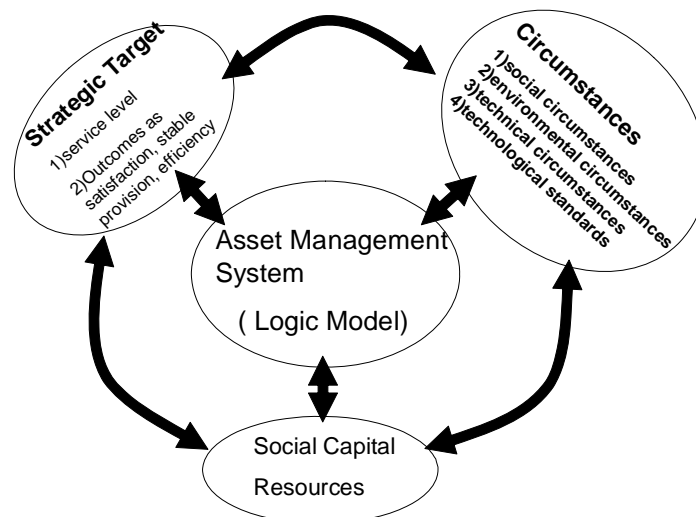 Strategic Target
1)service level
2)Outcomes as
satisfaction, stable
provision, efficiency
Circumstances
1)social circumstances
2)environmental circumstances
3)technical circumstances
4)technological standards
Asset Management
System
( Logic Model)
Social Capital
Resources